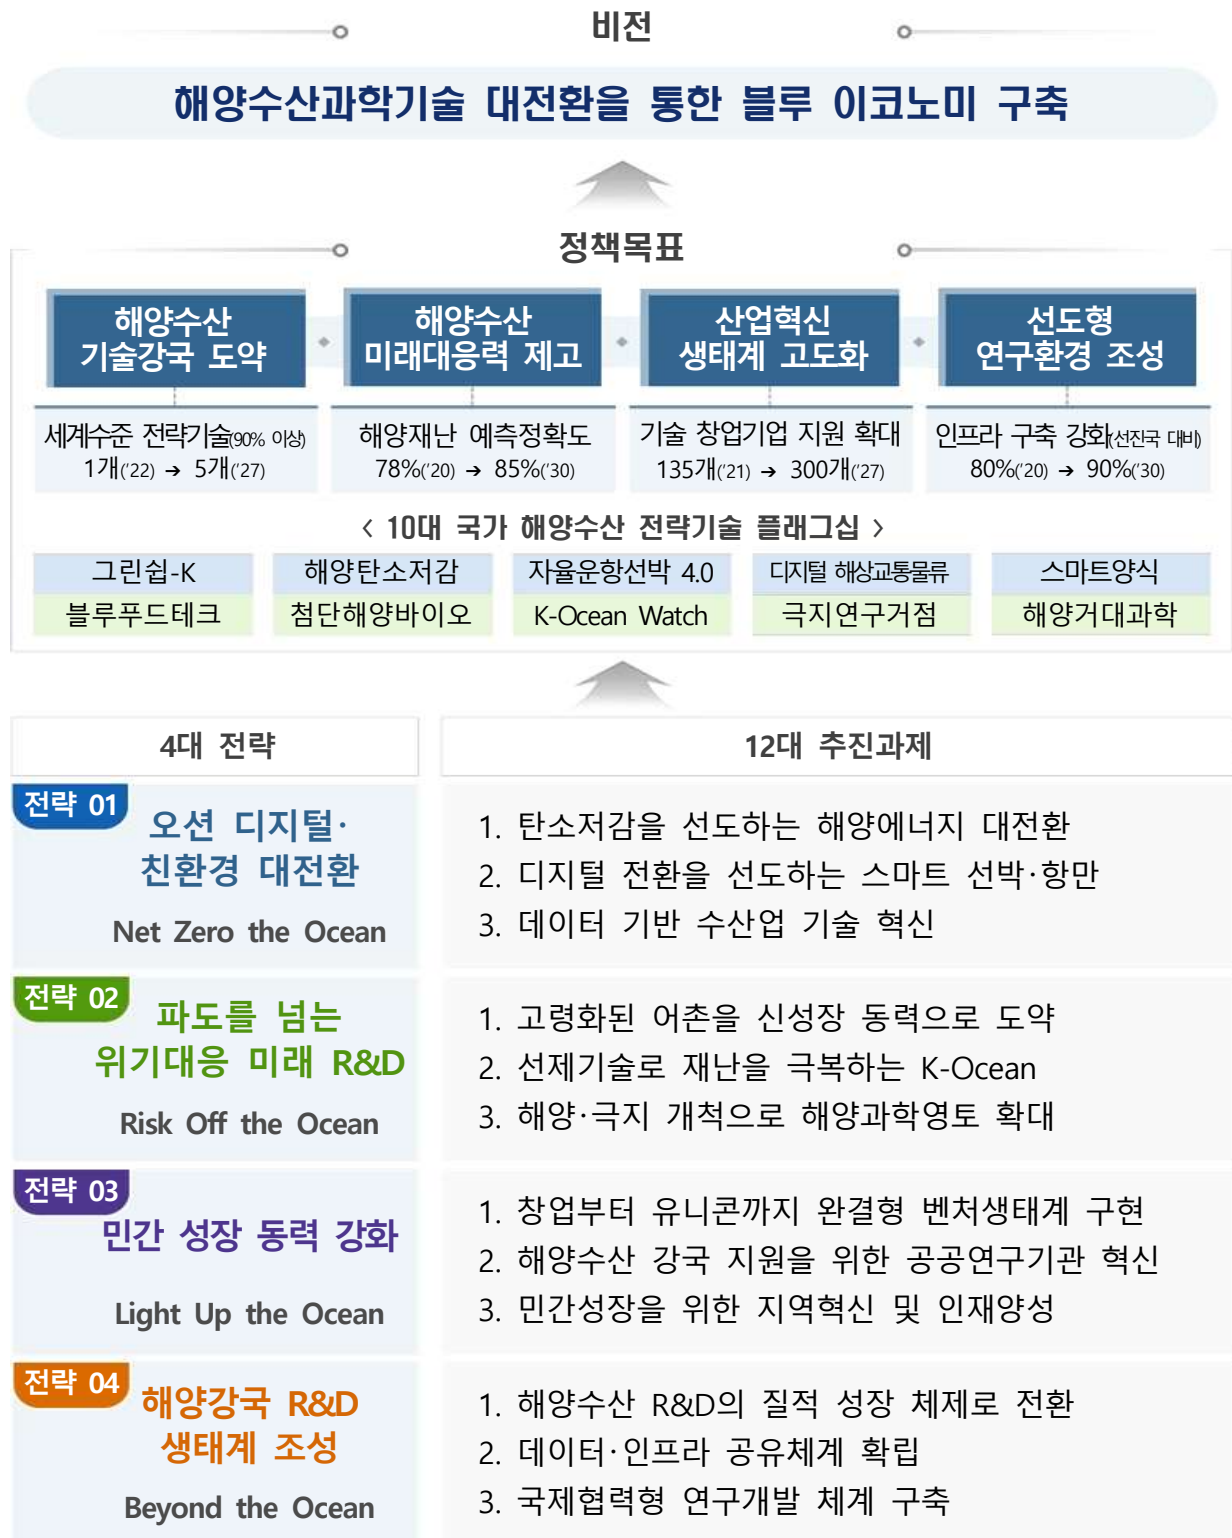 비전
해양수산과학기술 대전환을 통한 블루 이코노미 구축
정책목표
해양수산
기술강국 도약
해양수산
미래대응력 제고
산업혁신
생태계 고도화
선도형
연구환경 조성
세계수준 전략기술(90% 이상)
1개('22) → 5개('27)
해양재난 예측정확도
78%('20) → 85%('30)
기술 창업기업 지원 확대
135개('21) → 300개('27)
인프라 구축 강화(선진국 대비)
80%('20) → 90%('30)
< 10대 국가 해양수산 전략기술 플래그십 >
그린쉽-K
해양탄소저감
자율운항선박 4.0
디지털 해상교통물류
스마트양식
블루푸드테크
첨단해양바이오
K-Ocean Watch
극지연구거점
해양거대과학
4대 전략
12대 추진과제
전략 01
오션 디지털·
친환경 대전환
Net Zero the Ocean
1. 탄소저감을 선도하는 해양에너지 대전환
2. 디지털 전환을 선도하는 스마트 선박·항만
3. 데이터 기반 수산업 기술 혁신
전략 02
파도를 넘는
위기대응 미래 R&D
Risk Off the Ocean
1. 고령화된 어촌을 신성장 동력으로 도약
2. 선제기술로 재난을 극복하는 K-Ocean
3. 해양·극지 개척으로 해양과학영토 확대
전략 03
민간 성장 동력 강화
Light Up the Ocean
1. 창업부터 유니콘까지 완결형 벤처생태계 구현
2. 해양수산 강국 지원을 위한 공공연구기관 혁신
3. 민간성장을 위한 지역혁신 및 인재양성
전략 04
해양강국 R&D
생태계 조성
Beyond the Ocean
1. 해양수산 R&D의 질적 성장 체제로 전환
2. 데이터·인프라 공유체계 확립
3. 국제협력형 연구개발 체계 구축